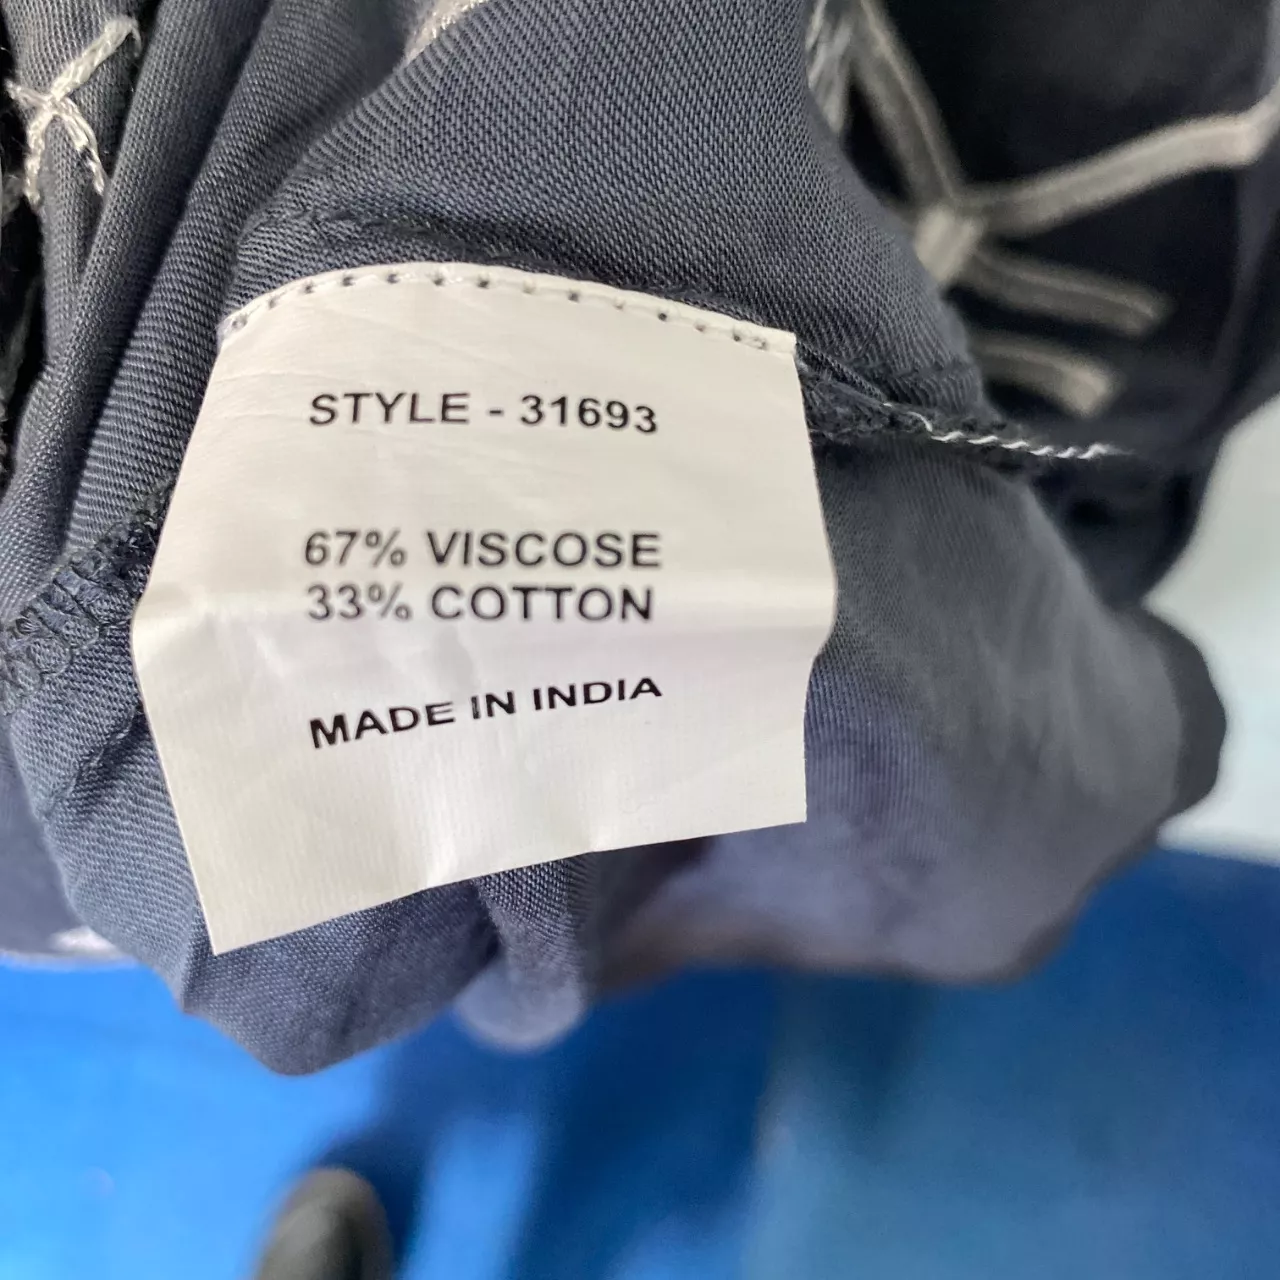 STYLE - 31693
67% VISCOSE
33% COTTON
MADE IN INDIA